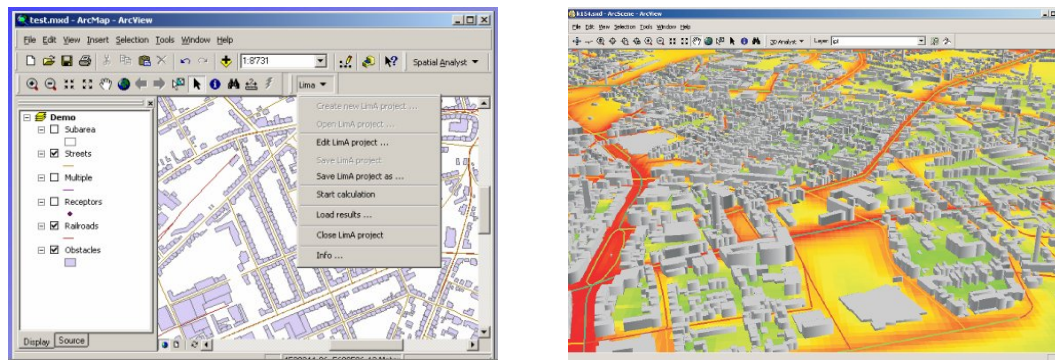 test.mxd - ArcMap - ArcView
File Edit View Insert Selection Tools Window Help
1:8731
Spatial Analyst
Lima
Demo
Subarea
Streets
Multiple
Receptors
Railroads
Obstacles
Display Source
Create new LimA project ...
Open LimA project ...
Edit LimA project ...
Save LimA project
Save LimA project as ...
Start calculation
Load results ...
Close LimA project
Info ...
ArcScene - ArcView
File Edit View Selection Tools Window Help
3D Analyst
Layer: